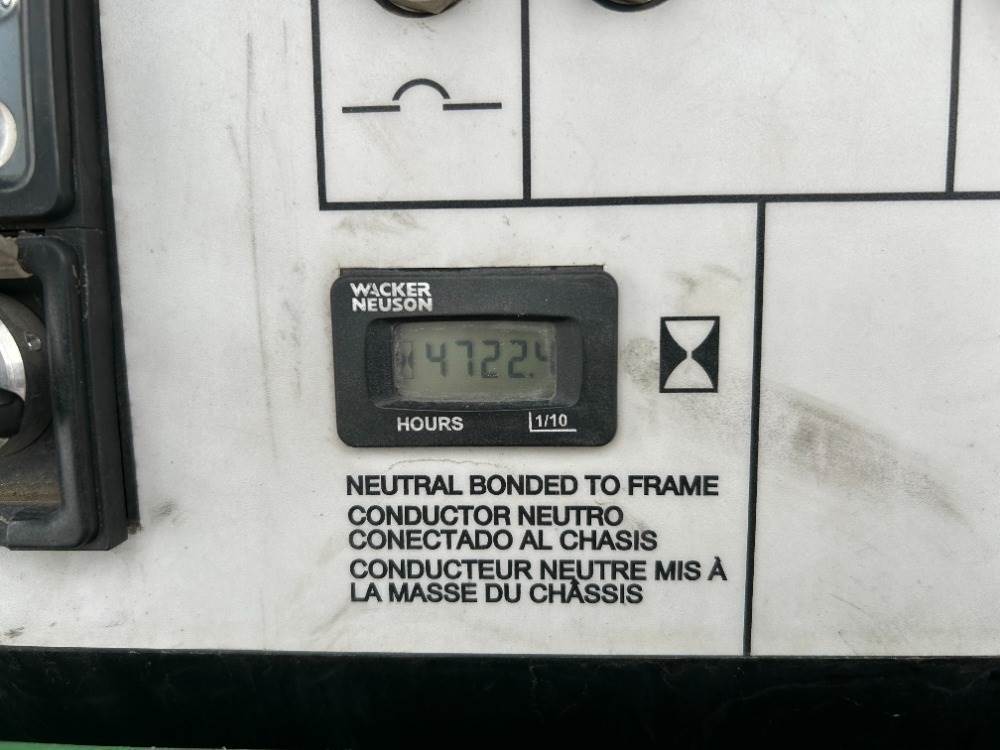 WACKER
NEUSON
4722.4
HOURS 1/10
NEUTRAL BONDED TO FRAME
CONDUCTOR NEUTRO
CONECTADO AL CHASIS
CONDUCTEUR NEUTRE MIS À
LA MASSE DU CHÂSSIS